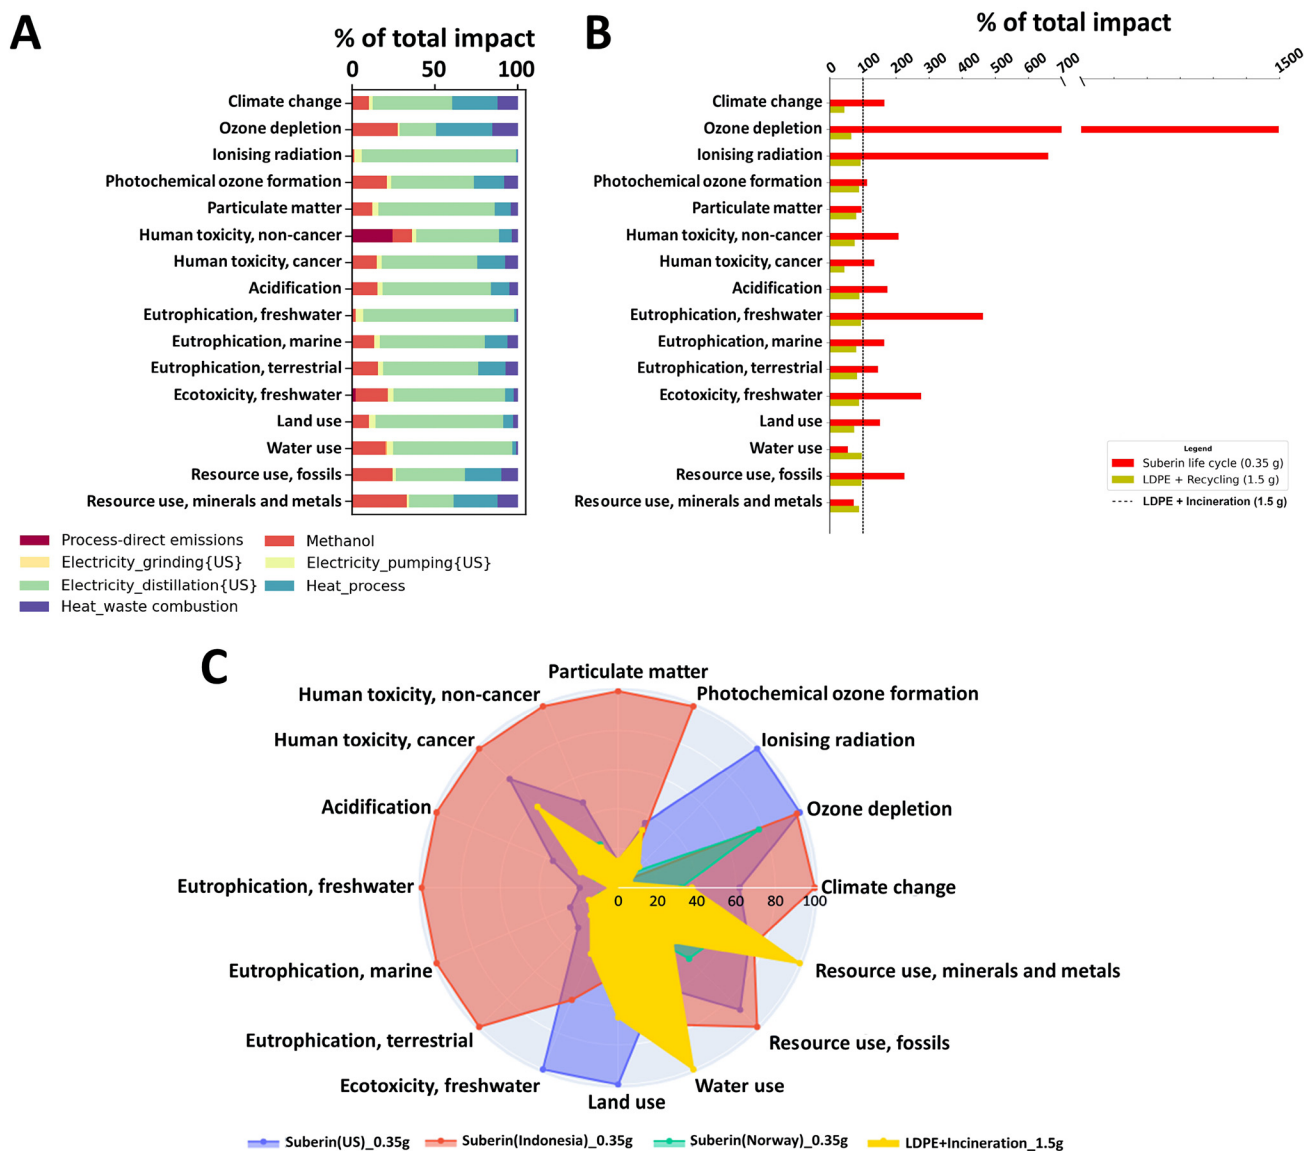 A
% of total impact
0 50 100
Climate change
Ozone depletion
Ionising radiation
Photochemical ozone formation
Particulate matter
Human toxicity, non-cancer
Human toxicity, cancer
Acidification
Eutrophication, freshwater
Eutrophication, marine
Eutrophication, terrestrial
Ecotoxicity, freshwater
Land use
Water use
Resource use, fossils
Resource use, minerals and metals
Process-direct emissions
Methanol
Electricity_grinding{US}
Electricity_pumping{US}
Electricity_distillation{US}
Heat_process
Heat_waste combustion
B
% of total impact
0 100 200 300 400 500 600 700 1500
Climate change
Ozone depletion
Ionising radiation
Photochemical ozone formation
Particulate matter
Human toxicity, non-cancer
Human toxicity, cancer
Acidification
Eutrophication, freshwater
Eutrophication, marine
Eutrophication, terrestrial
Ecotoxicity, freshwater
Land use
Water use
Resource use, fossils
Resource use, minerals and metals
Legend
Suberin life cycle (0.35 g)
LDPE + Recycling (1.5 g)
LDPE + Incineration (1.5 g)
C
Particulate matter
Human toxicity, non-cancer
Photochemical ozone formation
Human toxicity, cancer
Ionising radiation
Acidification
Ozone depletion
Eutrophication, freshwater
Climate change
0 20 40 60 80 100
Eutrophication, marine
Resource use, minerals and metals
Eutrophication, terrestrial
Resource use, fossils
Ecotoxicity, freshwater
Water use
Land use
Suberin(US)_0.35g
Suberin(Indonesia)_0.35g
Suberin(Norway)_0.35g
LDPE+Incineration_1.5g